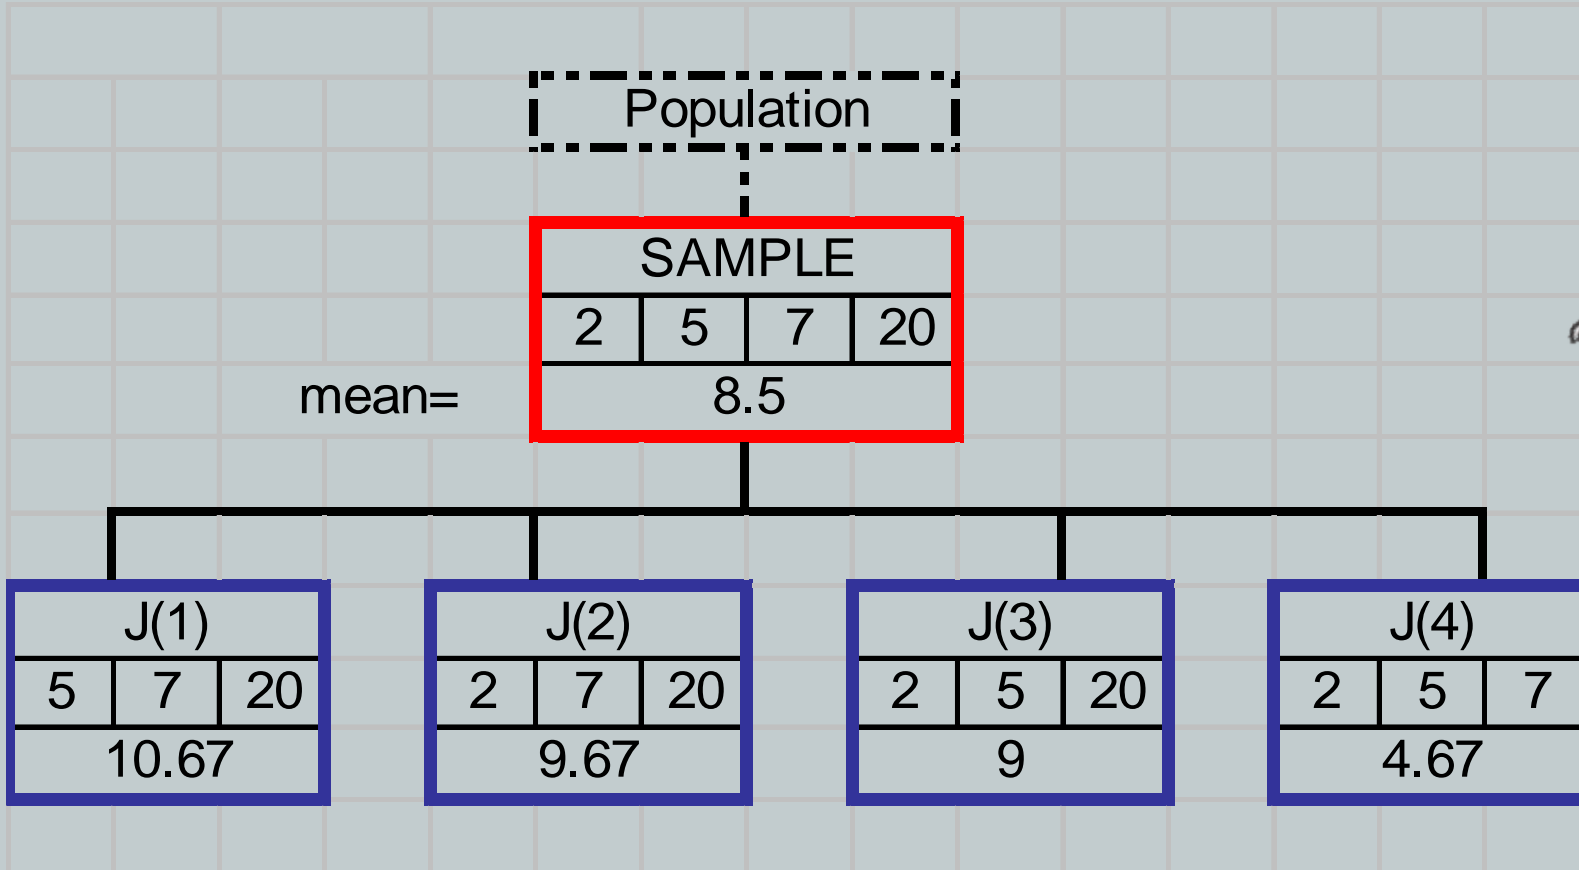 Population
SAMPLE
2 5 7 20
mean= 8.5
J(1) J(2) J(3) J(4)
5 7 20 2 7 20 2 5 20 2 5 7
10.67 9.67 9 4.67